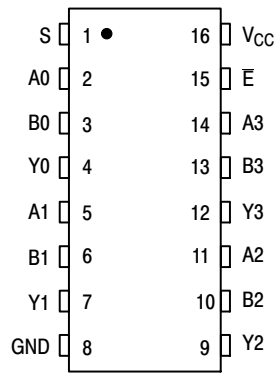 S 1 16 V_CC
A0 2 15 E̅
B0 3 14 A3
Y0 4 13 B3
A1 5 12 Y3
B1 6 11 A2
Y1 7 10 B2
GND 8 9 Y2